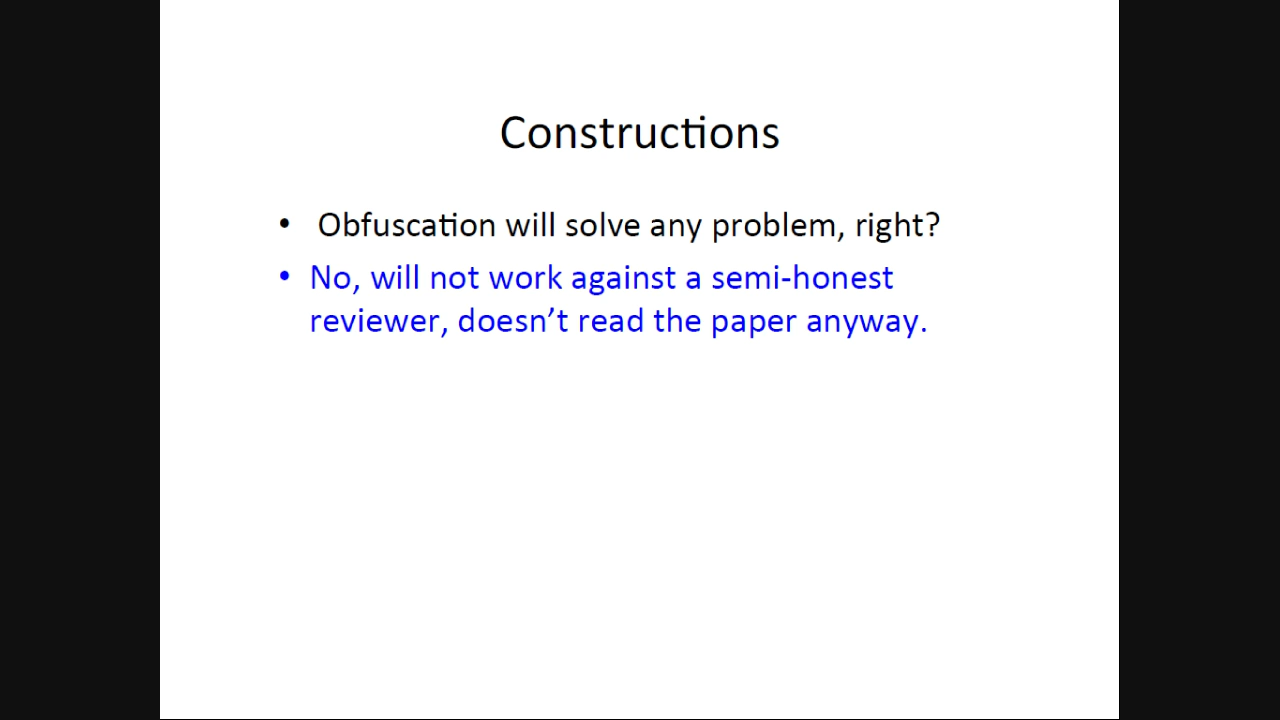 Constructions
• Obfuscation will solve any problem, right?
• No, will not work against a semi-honest
reviewer, doesn’t read the paper anyway.